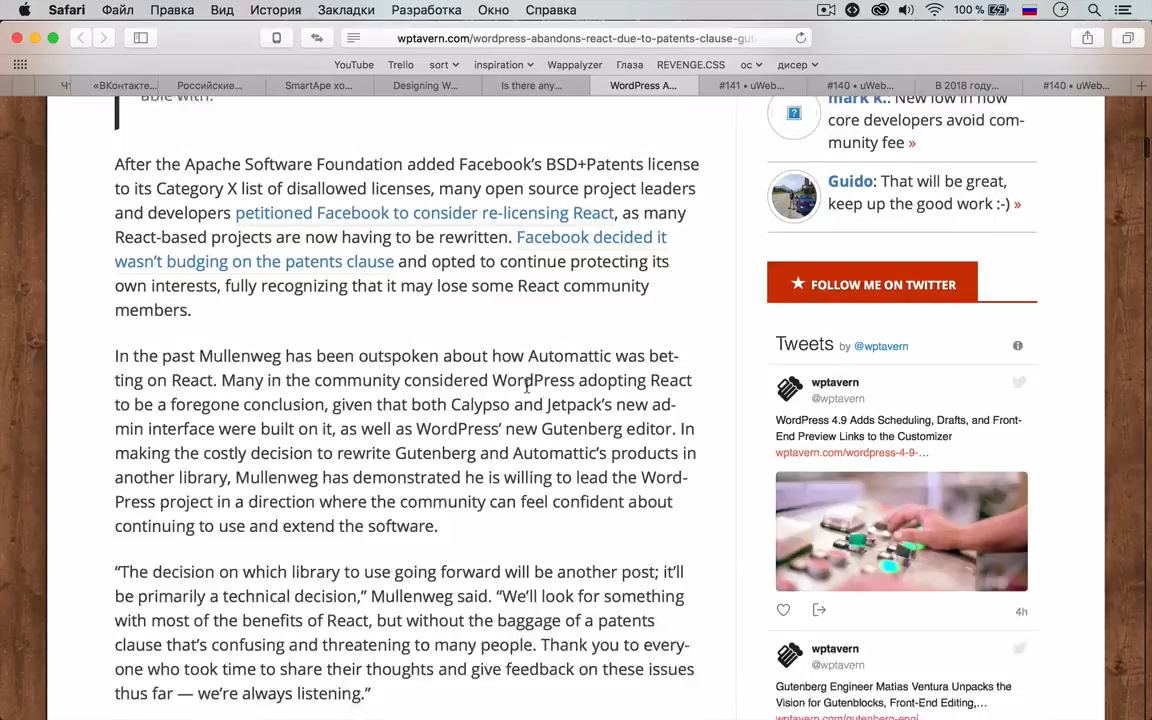 Safari Файл Правка Вид История Закладки Разработка Окно Справка 100 %
wptavern.com/wordpress-abandons-react-due-to-patents-clause-gut
YouTube Trello sort inspiration Wappalyzer Глаза REVENGE.CSS ос дисер
Чт «ВКонтакте... Российские... SmartApe хо... Designing W... Is there any... WordPress A... #141 • uWeb... #140 • uWeb... В 2018 году... #140 • uWeb...
able with.
After the Apache Software Foundation added Facebook’s BSD+Patents license
to its Category X list of disallowed licenses, many open source project leaders
and developers petitioned Facebook to consider re-licensing React, as many
React-based projects are now having to be rewritten. Facebook decided it
wasn’t budging on the patents clause and opted to continue protecting its
own interests, fully recognizing that it may lose some React community
members.
In the past Mullenweg has been outspoken about how Automattic was bet-
ting on React. Many in the community considered WordPress adopting React
to be a foregone conclusion, given that both Calypso and Jetpack’s new ad-
min interface were built on it, as well as WordPress’ new Gutenberg editor. In
making the costly decision to rewrite Gutenberg and Automattic’s products in
another library, Mullenweg has demonstrated he is willing to lead the Word-
Press project in a direction where the community can feel confident about
continuing to use and extend the software.
“The decision on which library to use going forward will be another post; it’ll
be primarily a technical decision,” Mullenweg said. “We’ll look for something
with most of the benefits of React, but without the baggage of a patents
clause that’s confusing and threatening to many people. Thank you to every-
one who took time to share their thoughts and give feedback on these issues
thus far — we’re always listening.”
mark k.: New low in how
core developers avoid com-
munity fee »
Guido: That will be great,
keep up the good work :-) »
★ FOLLOW ME ON TWITTER
Tweets by @wptavern
wptavern
@wptavern
WordPress 4.9 Adds Scheduling, Drafts, and Front-
End Preview Links to the Customizer
wptavern.com/wordpress-4-9-...
4h
wptavern
@wptavern
Gutenberg Engineer Matias Ventura Unpacks the
Vision for Gutenblocks, Front-End Editing,...
wptavern.com/gutenberg-engi...